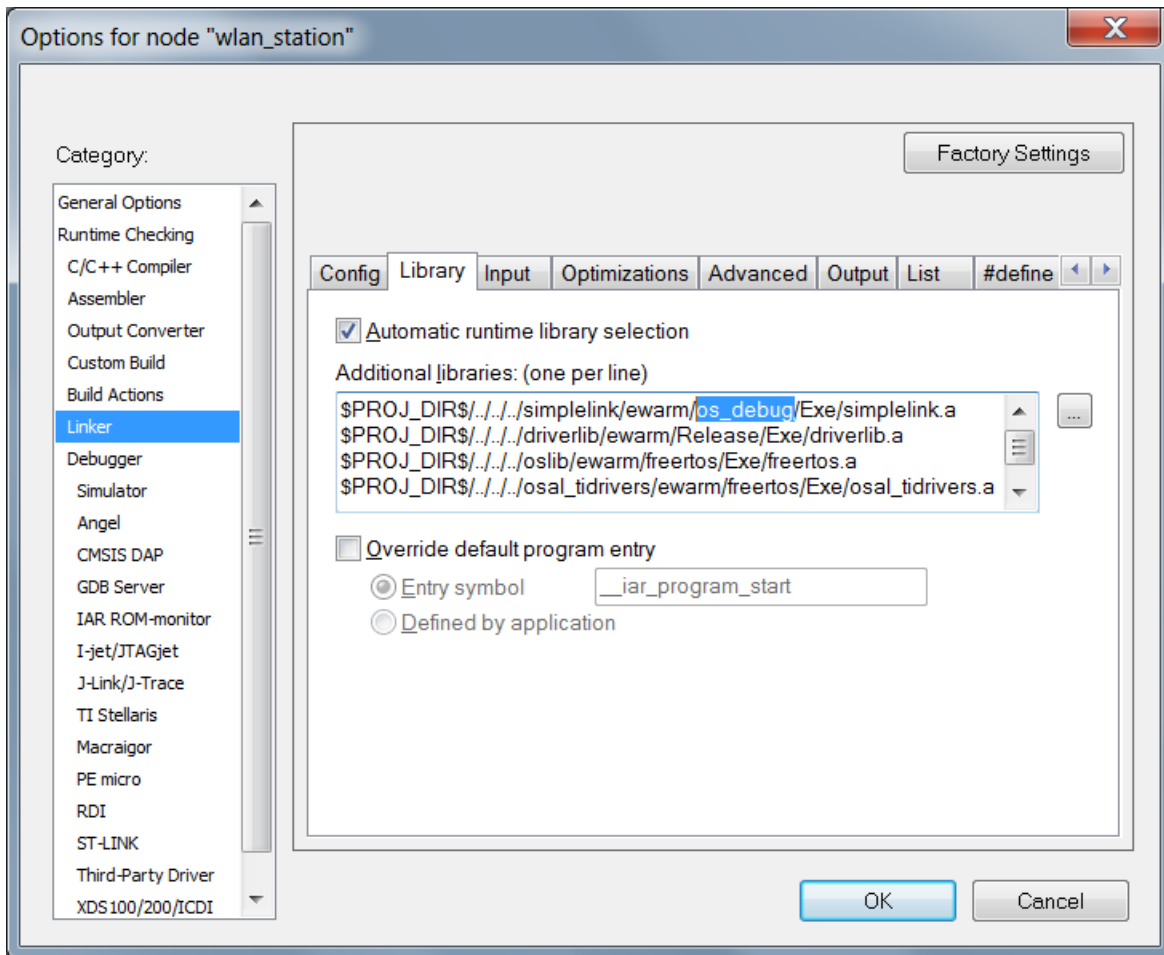 Options for node "wlan_station"
Category:
Factory Settings
General Options
Runtime Checking
C/C++ Compiler
Assembler
Output Converter
Custom Build
Build Actions
Linker
Debugger
Simulator
Angel
CMSIS DAP
GDB Server
IAR ROM-monitor
I-jet/JTAGjet
J-Link/J-Trace
TI Stellaris
Macraigor
PE micro
RDI
ST-LINK
Third-Party Driver
XDS100/200/ICDI
Config Library Input Optimizations Advanced Output List #define
Automatic runtime library selection
Additional libraries: (one per line)
$PROJ_DIR$/../../../simplelink/ewarm/os_debug/Exe/simplelink.a
$PROJ_DIR$/../../../driverlib/ewarm/Release/Exe/driverlib.a
$PROJ_DIR$/../../../oslib/ewarm/freertos/Exe/freertos.a
$PROJ_DIR$/../../../osal_tidrivers/ewarm/freertos/Exe/osal_tidrivers.a
...
Override default program entry
Entry symbol __iar_program_start
Defined by application
OK Cancel